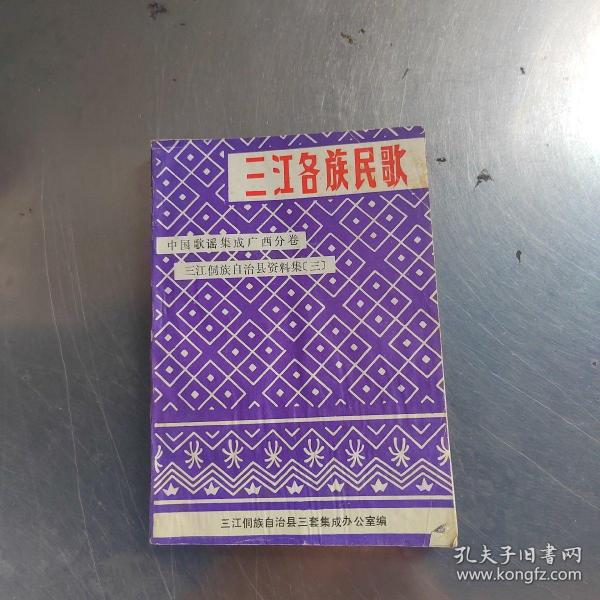 三江各族民歌
中国歌谣集成广西分卷
三江侗族自治县资料集〔三〕
三江侗族自治县三套集成办公室编
孔夫子旧书网
www.kongfz.com